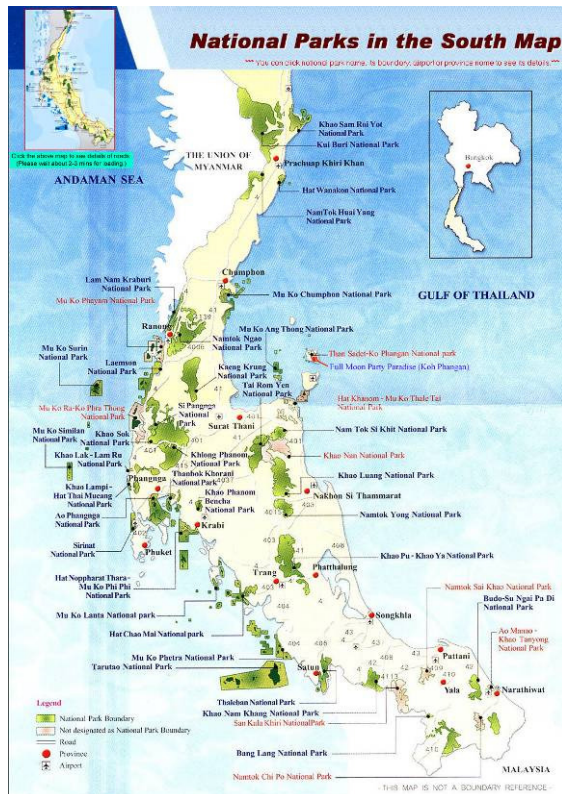 National Parks in the South Map
*** You can click national park name, its boundary, airport or province name to see its details.***
Click the above map to see details of roads
(Please wait about 2-3 mins for loading.)
Khao Sam Roi Yot
National Park
Kui Buri National Park
THE UNION OF
MYANMAR
Prachuap Khiri Khan
Bangkok
ANDAMAN SEA
Hat Wanakon National Park
NamTok Huai Yang
National Park
Lam Nam Kraburi
National Park
Chumphon
Mu Ko Chumphon National Park
GULF OF THAILAND
Mu Ko Pheyam National Park
Ranong
Mu Ko Ang Thong National Park
Namtok Ngao
National Park
Mu Ko Surin
National Park
Laemson
National Park
Than Sadet-Ko Phangan National park
Full Moon Party Paradise (Koh Phangan)
Kaeng Krung National Park
Tai Rom Yen
National Park
Hat Khanom - Mu Ko Thale Tai
National Park
Mu Ko Ra-Ko Phra Thong
National Park
Si Pangnga
National
Park
Surat Thani
Nam Tok Si Khit National Park
Mu Ko Similan
National Park
Khao Sok
National Park
Khao Nan National Park
Khao Lak - Lam Ru
National Park
Khlong Phanom
National Park
Thanbok Khorani
National Park
Khao Luang National Park
Phangnga
Khao Lampi -
Hat Thai Mueang
National Park
Khao Phanom
Bencha
National Park
Nakhon Si Thammarat
Ao Phangnga
National Park
Namtok Yong National Park
Krabi
Sirinat
National Park
Phuket
Khao Pu - Khao Ya National Park
Hat Noppharat Thara -
Mu Ko Phi Phi
National Park
Trang
Phatthalung
Namtok Sai Khao National Park
Budo-Su Ngai Pa Di
National Park
Mu Ko Lanta National park
Songkhla
Hat Chao Mai National park
Ao Manao -
Khao Tanyong
National Park
Mu Ko Phetra National Park
Pattani
Tarutao National Park
Satun
Yala
Narathiwat
Thaleban National Park
Khao Nam Khang National Park
San Kala Khiri NationalPark
Bang Lang National Park
MALAYSIA
Namtok Chi Po National Park
Legend
National Park Boundary
Not designated as National Park Boundary
Road
Province
Airport
- THIS MAP IS NOT A BOUNDARY REFERENCE -